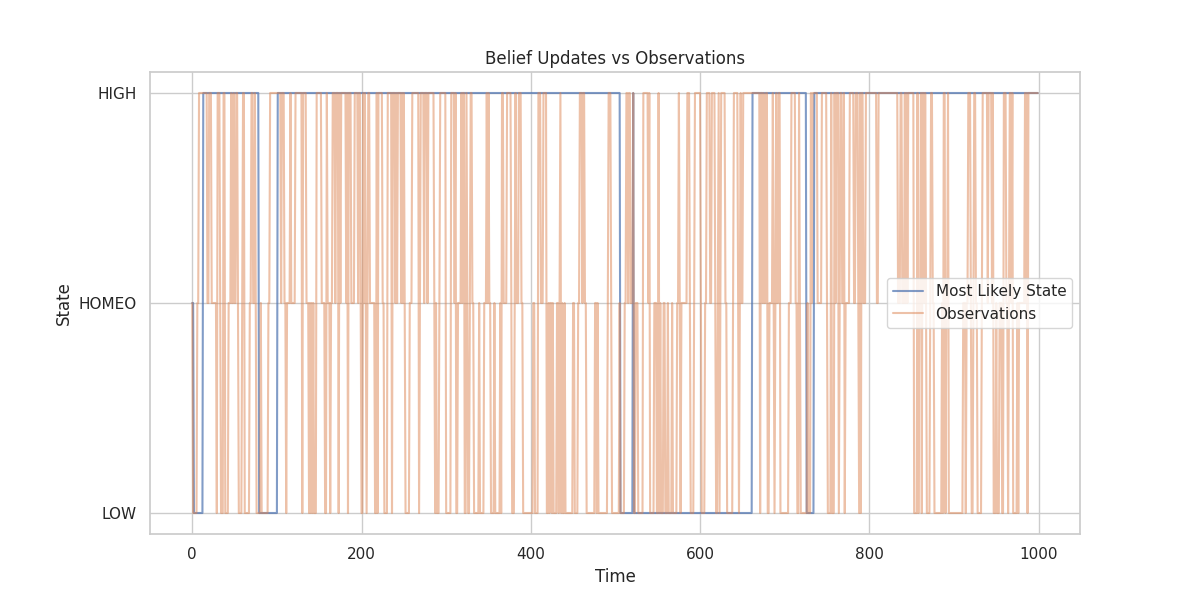 Belief Updates vs Observations
HIGH
HOMEO
LOW
State
Most Likely State
Observations
0
200
400
600
800
1000
Time